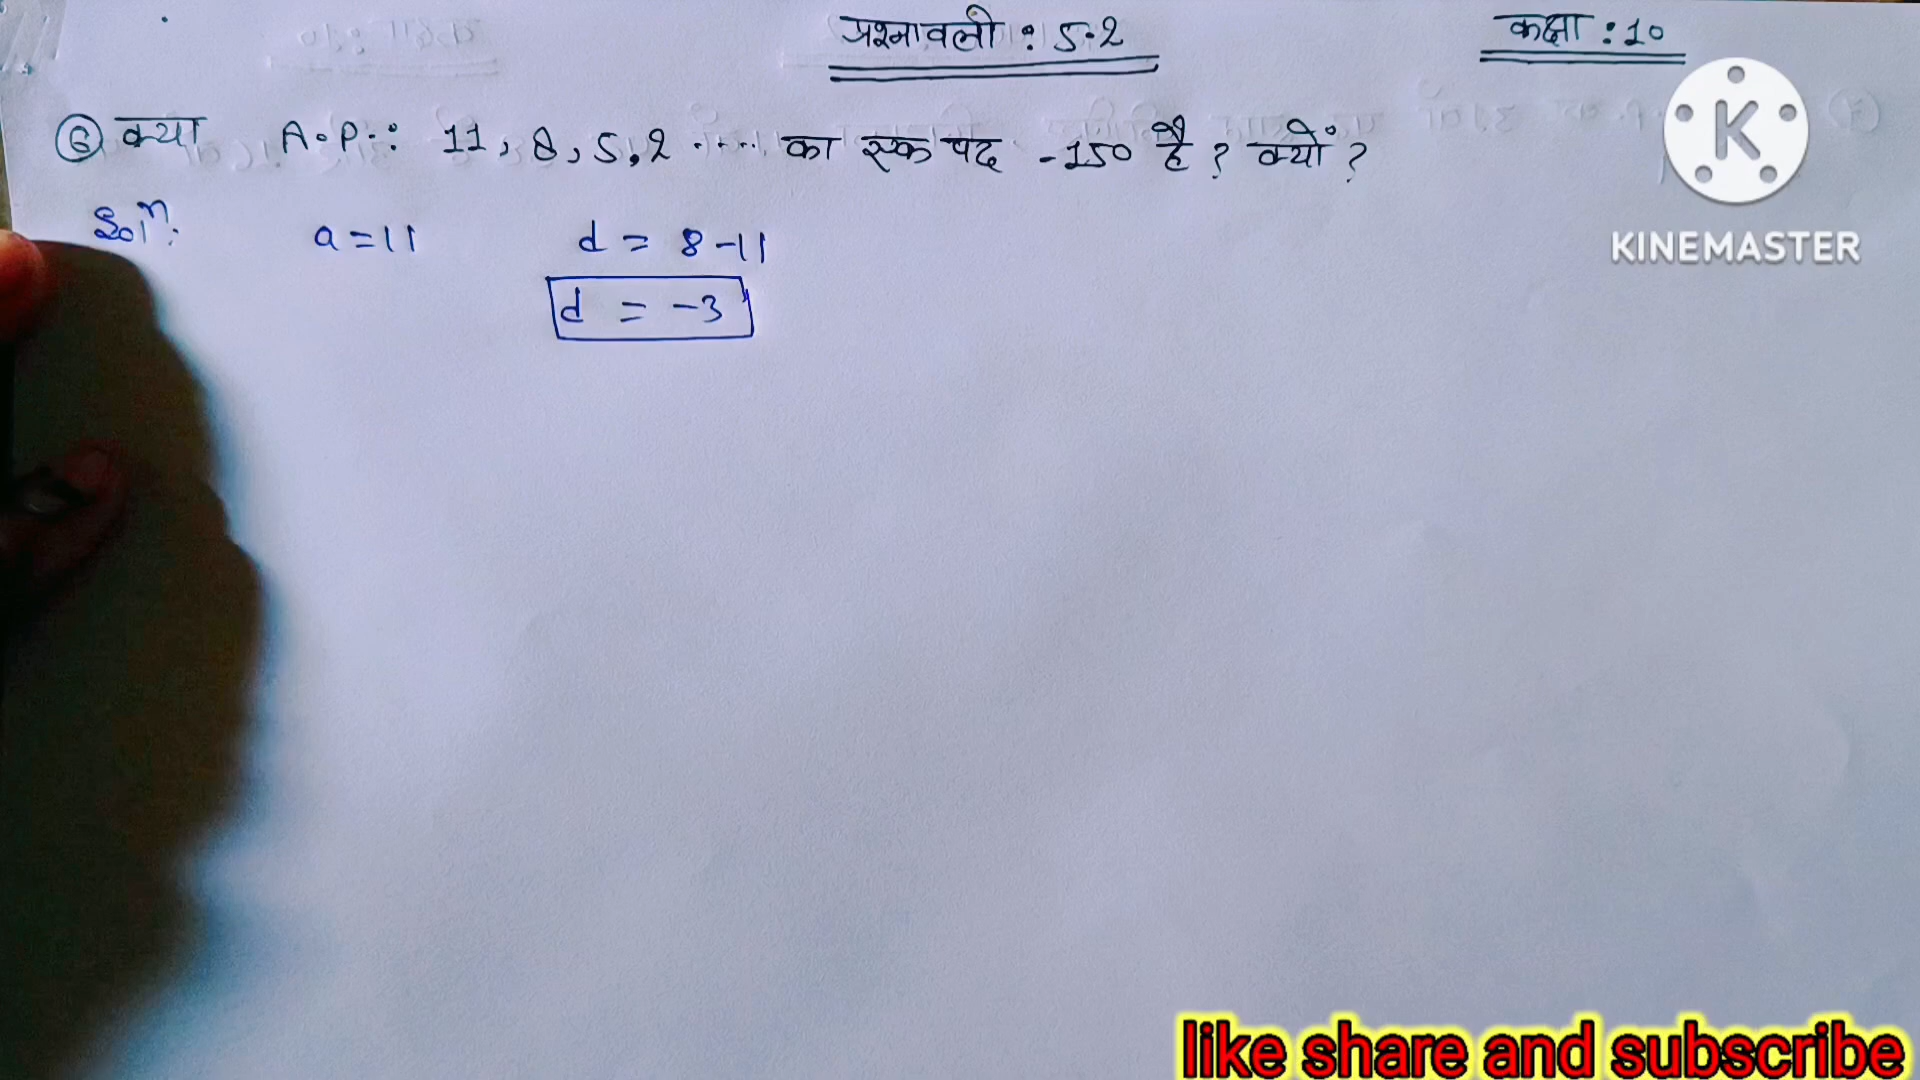 प्रश्नावली : 5.2
कक्षा : 10
⑥ क्या A.P.: 11, 8, 5, 2 .... का एक पद -150 है ? क्यों ?
KINEMASTER
Solⁿ: a = 11 d = 8 - 11
d = -3
like share and subscribe